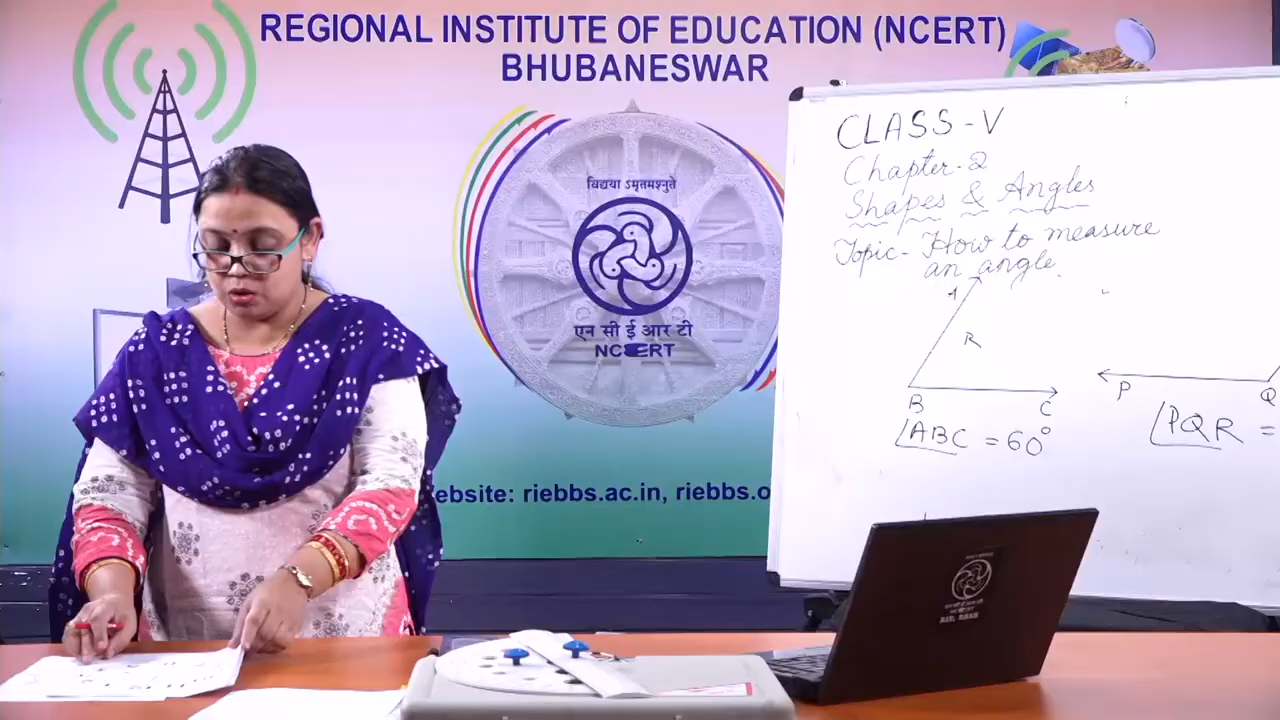 REGIONAL INSTITUTE OF EDUCATION (NCERT)
BHUBANESWAR
विद्यया ऽमृतमश्नुते
एन सी ई आर टी
NCERT
ebsite: riebbs.ac.in, riebbs.o
CLASS-V
Chapter-2
Shapes & Angles
Topic- How to measure
an angle.
A
R
B C
∠ABC = 60°
P Q
∠PQR =